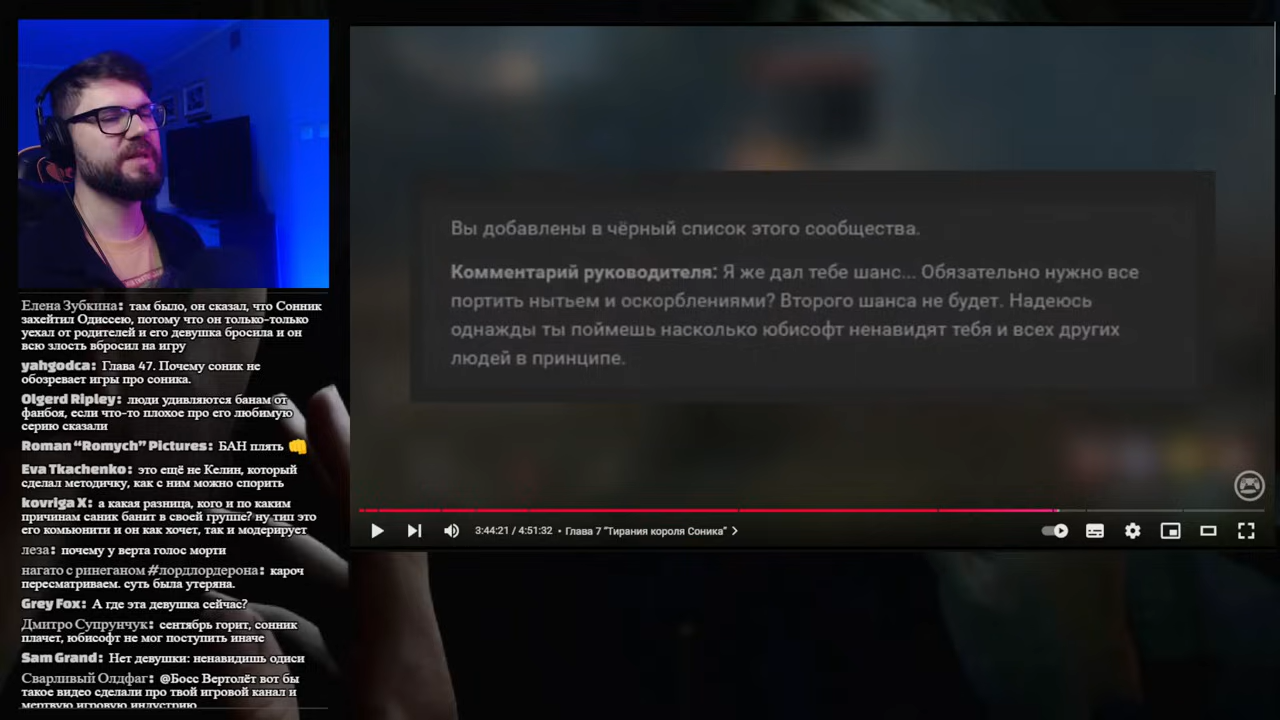 Вы добавлены в чёрный список этого сообщества.
Комментарий руководителя: Я же дал тебе шанс... Обязательно нужно все
портить нытьем и оскорблениями? Второго шанса не будет. Надеюсь
однажды ты поймешь насколько юбисофт ненавидят тебя и всех других
людей в принципе.
3:44:21 / 4:51:32 • Глава 7 "Тирания короля Соника" >
Елена Зубкина: там было, он сказал, что Сонник
захейтил Одиссею, потому что он только-только
уехал от родителей и его девушка бросила и он
всю злость вбросил на игру
yahgodca: Глава 47. Почему соник не
обозревает игры про соника.
Olgerd Ripley: люди удивляются банам от
фанбоя, если что-то плохое про его любимую
серию сказали
Roman “Romych” Pictures: БАН плять 👊
Eva Tkachenko: это ещё не Келин, который
сделал методичку, как с ним можно спорить
kovriga X: а какая разница, кого и по каким
причинам саник банит в своей группе? ну тип это
его комьюнити и он как хочет, так и модерирует
леза: почему у верта голос морти
нагато с ринеганом #лордлордерона: кароч
пересматриваем. суть была утеряна.
Grey Fox: А где эта девушка сейчас?
Дмитро Супрунчук: сентябрь горит, сонник
плачет, юбисофт не мог поступить иначе
Sam Grand: Нет девушки: ненавидишь одиси
Сварливый Олдфаг: @Босс Вертолёт вот бы
такое видео сделали про твой игровой канал и
мертвую игровую индустрию